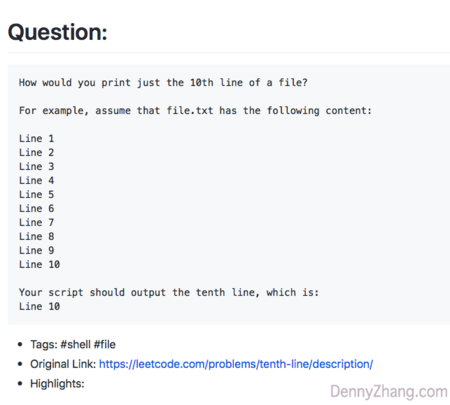 Question:
How would you print just the 10th line of a file?
For example, assume that file.txt has the following content:
Line 1
Line 2
Line 3
Line 4
Line 5
Line 6
Line 7
Line 8
Line 9
Line 10
Your script should output the tenth line, which is:
Line 10
• Tags: #shell #file
• Original Link: https://leetcode.com/problems/tenth-line/description/
• Highlights:
DennyZhang.com